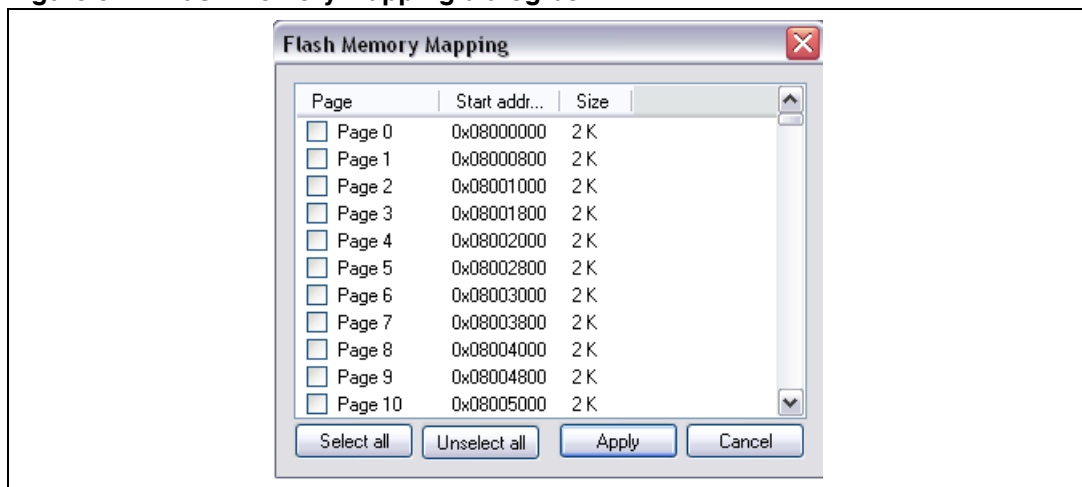 Flash Memory Mapping
Page Start addr... Size
Page 0 0x08000000 2 K
Page 1 0x08000800 2 K
Page 2 0x08001000 2 K
Page 3 0x08001800 2 K
Page 4 0x08002000 2 K
Page 5 0x08002800 2 K
Page 6 0x08003000 2 K
Page 7 0x08003800 2 K
Page 8 0x08004000 2 K
Page 9 0x08004800 2 K
Page 10 0x08005000 2 K
Select all Unselect all Apply Cancel